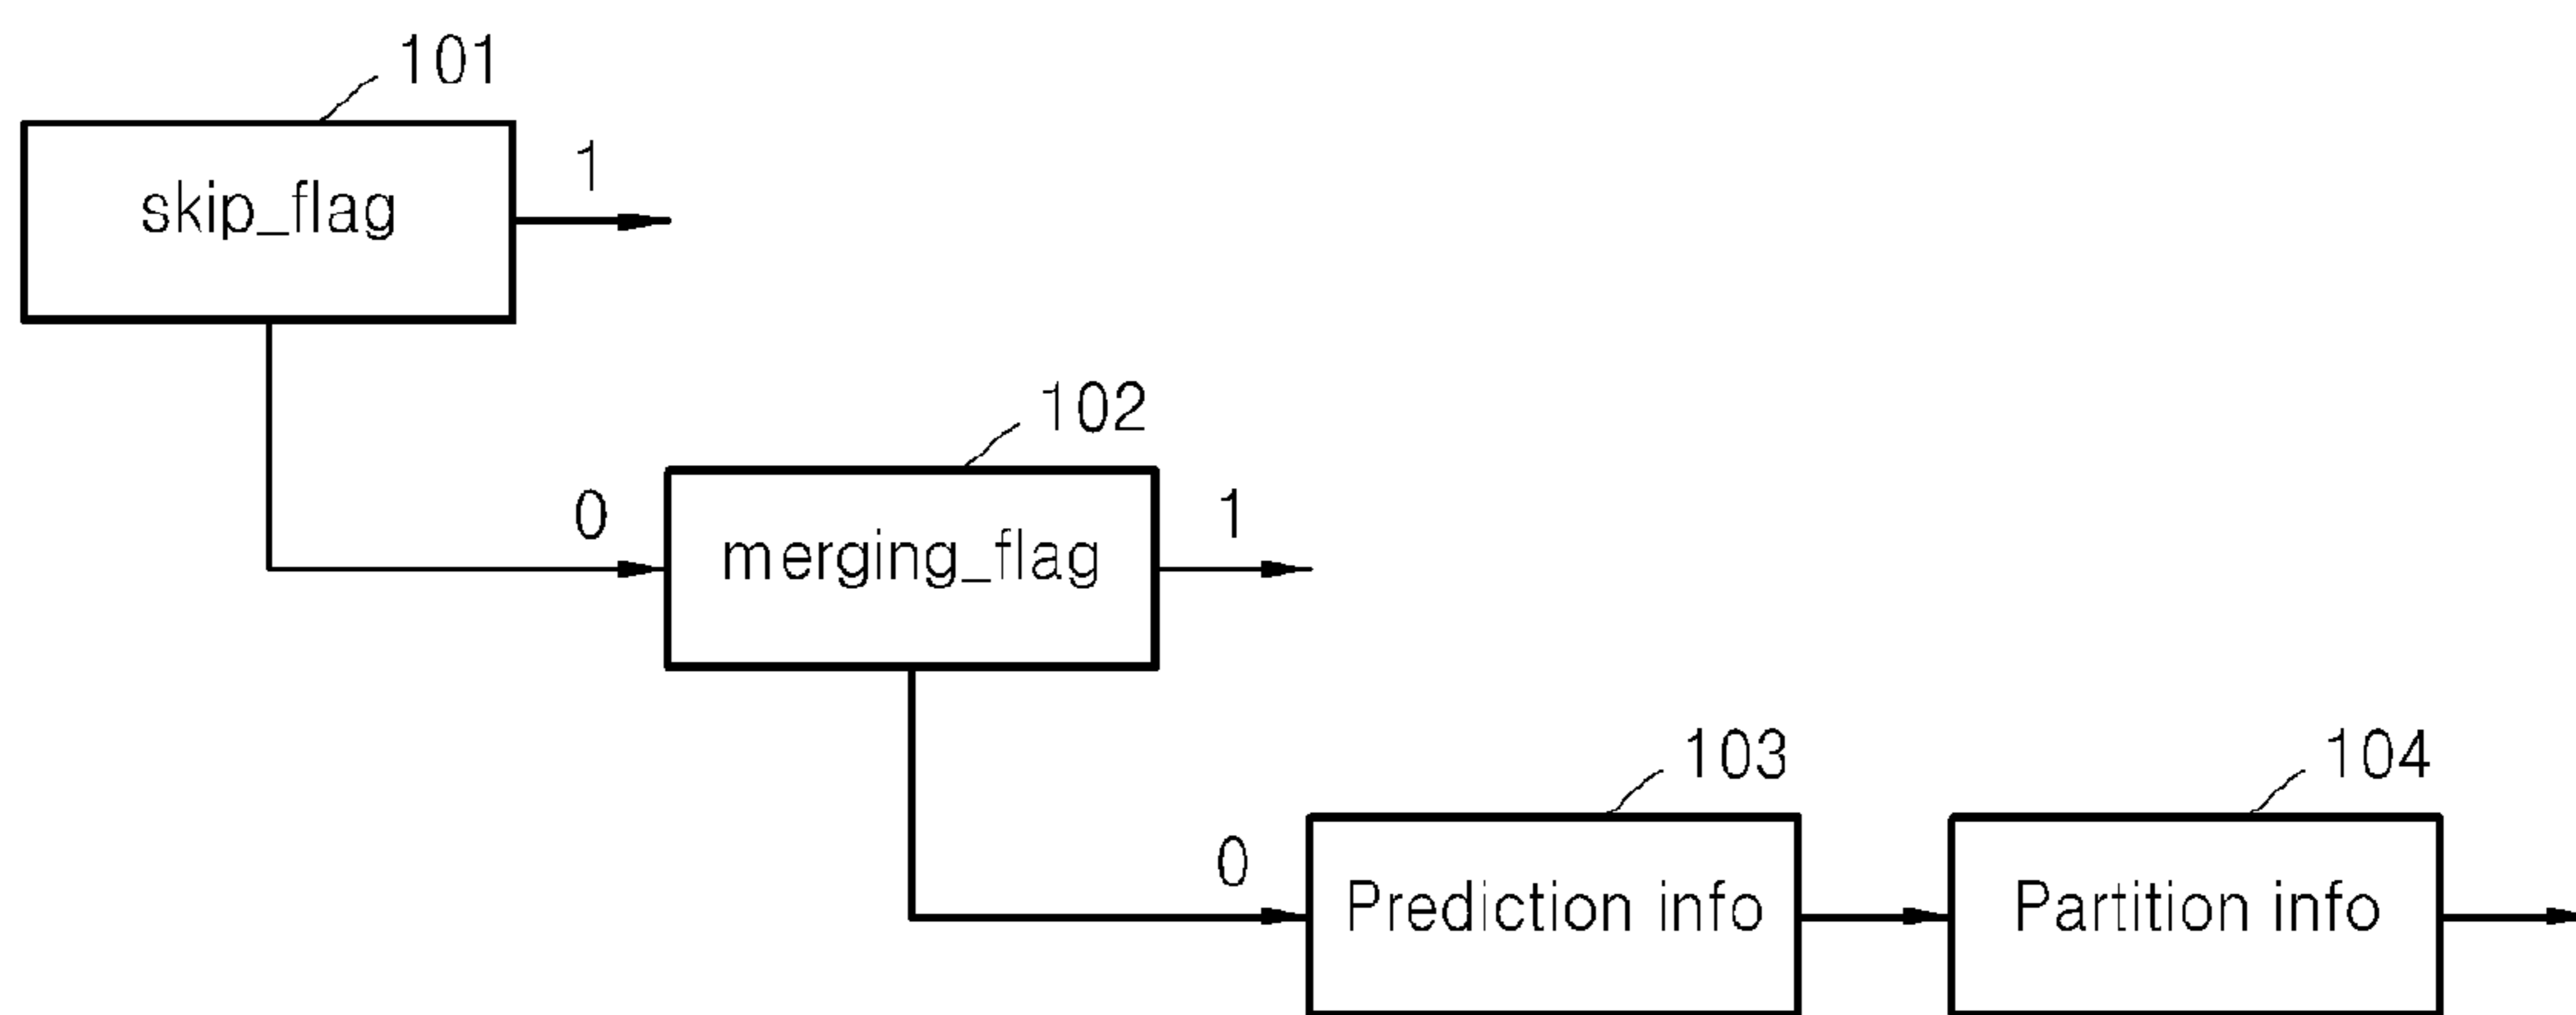 101
skip_flag
1
102
0
merging_flag
1
103
104
0
Prediction info
Partition info